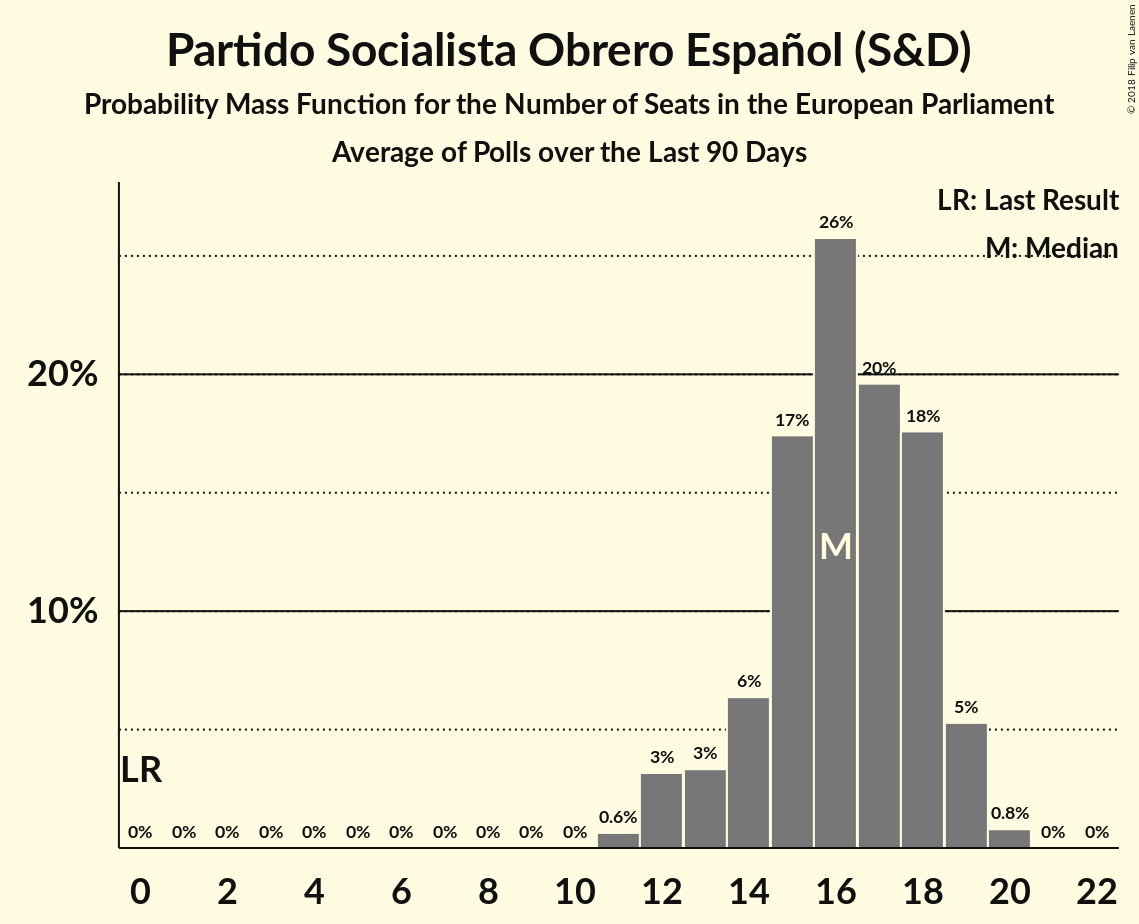 Partido Socialista Obrero Español (S&D)
Probability Mass Function for the Number of Seats in the European Parliament
Average of Polls over the Last 90 Days
© 2018 Filip van Laenen
LR: Last Result
M: Median
26%
20%
20%
17%
18%
M
10%
6%
5%
3%
3%
LR
0% 0% 0% 0% 0% 0% 0% 0% 0% 0% 0% 0.6% 0.8% 0% 0%
0 2 4 6 8 10 12 14 16 18 20 22